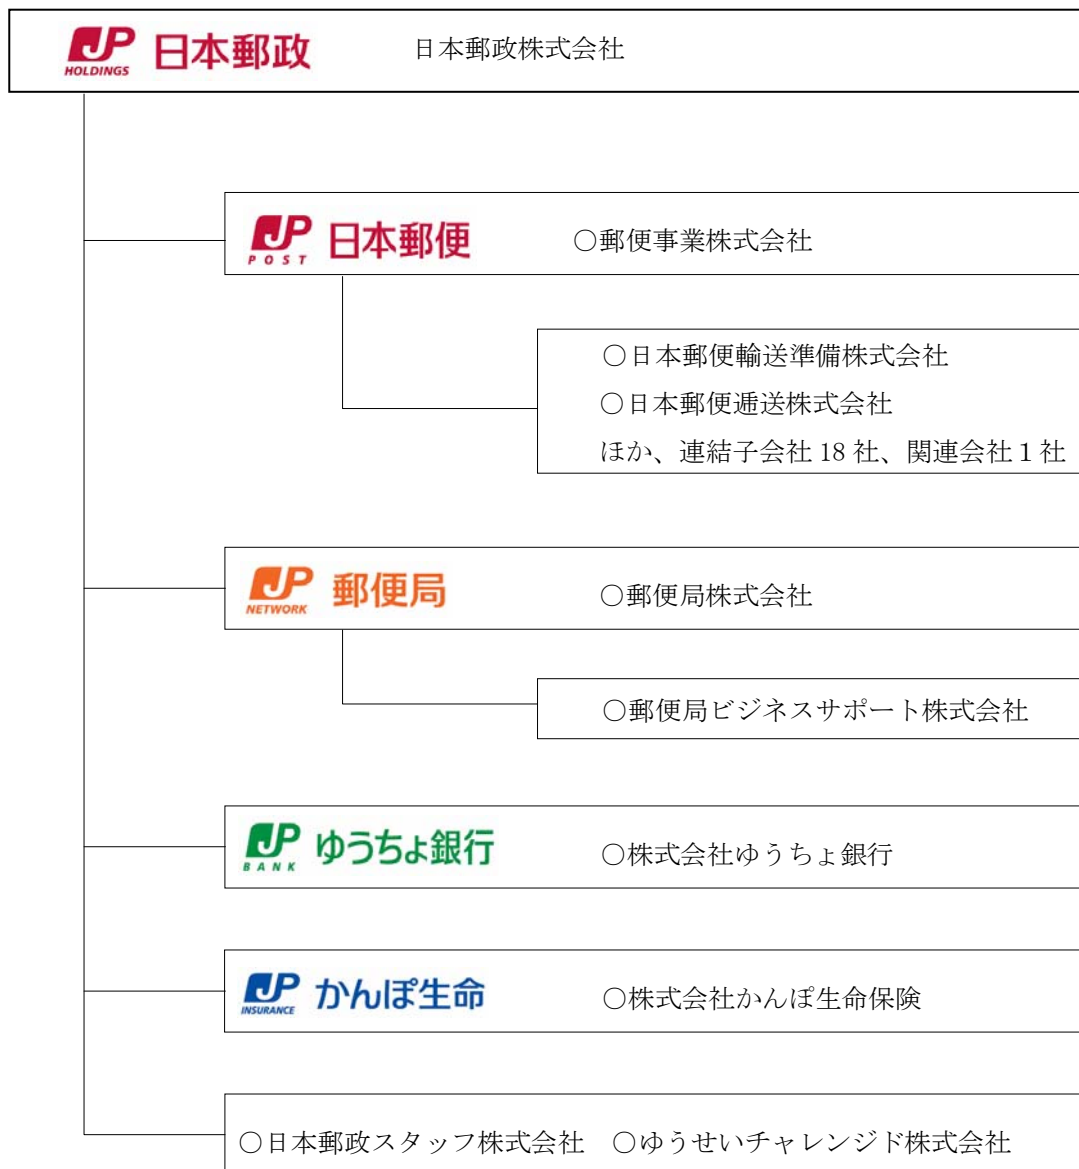 JP 日本郵政 日本郵政株式会社
HOLDINGS
JP 日本郵便 ○郵便事業株式会社
POST
○日本郵便輸送準備株式会社
○日本郵便逓送株式会社
ほか、連結子会社 18 社、関連会社 1 社
JP 郵便局 ○郵便局株式会社
NETWORK
○郵便局ビジネスサポート株式会社
JP ゆうちょ銀行 ○株式会社ゆうちょ銀行
BANK
JP かんぽ生命 ○株式会社かんぽ生命保険
INSURANCE
○日本郵政スタッフ株式会社 ○ゆうせいチャレンジド株式会社